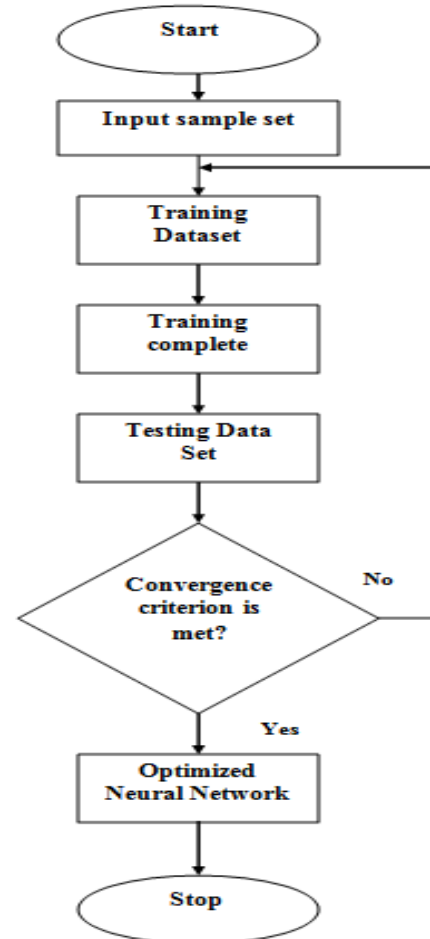 Start
Input sample set
Training
Dataset
Training
complete
Testing Data
Set
Convergence
criterion is
met?
No
Yes
Optimized
Neural Network
Stop